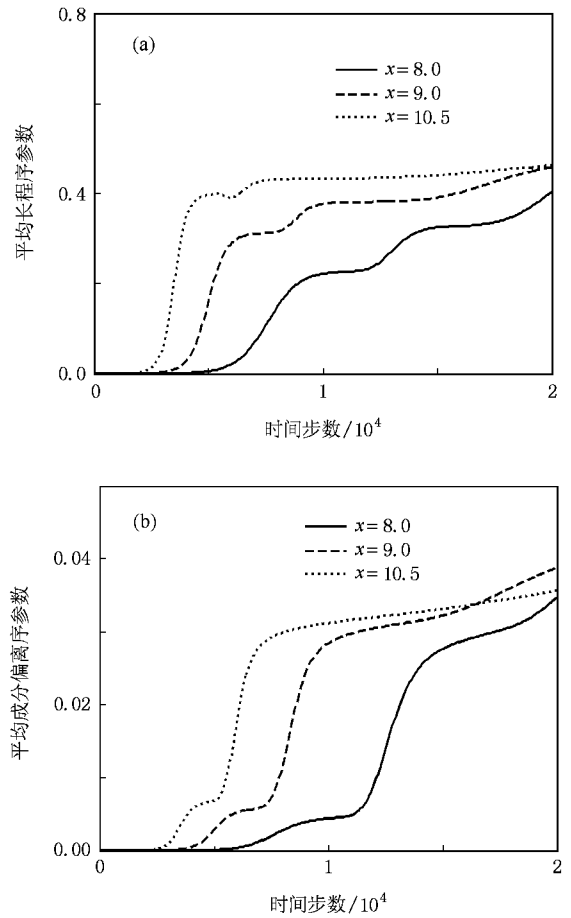 0.8
(a)
x=8.0
x=9.0
x=10.5
平均长程序参数
0.4
0.0
0
1
2
时间步数/10⁴
(b)
x=8.0
x=9.0
x=10.5
平均成分偏离序参数
0.04
0.02
0.00
0
1
2
时间步数/10⁴